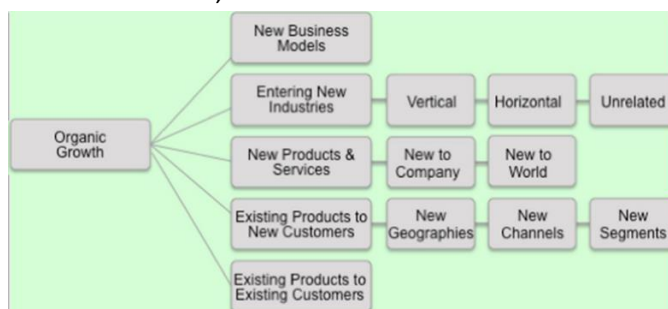 New Business
Models
Entering New
Industries
Vertical
Horizontal
Unrelated
Organic
Growth
New Products &
Services
New to
Company
New to
World
Existing Products to
New Customers
New
Geographies
New
Channels
New
Segments
Existing Products to
Existing Customers